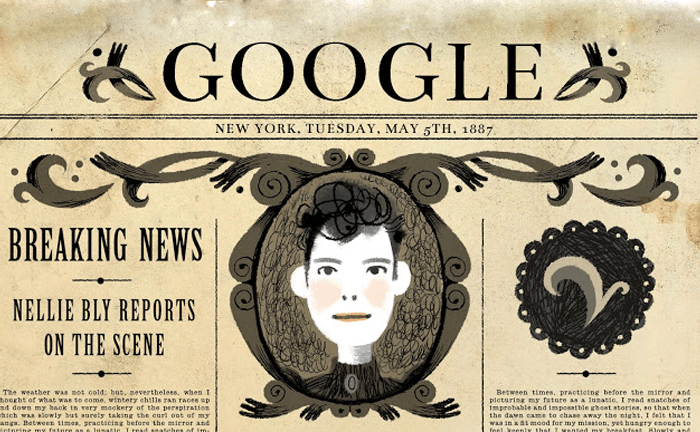 GOOGLE
NEW YORK, TUESDAY, MAY 5TH, 1887
BREAKING NEWS
NELLIE BLY REPORTS
ON THE SCENE
The weather was not cold; but, nevertheless, when I
thought of what was to come, wintery chills ran races up
and down my back in very mockery of the perspiration
which was slowly but surely taking the curl out of my
bangs. Between times, practicing before the mirror and
picturing my future as a lunatic, I read snatches of im-
Between times, practicing before the mirror and
picturing my future as a lunatic, I read snatches of
improbable and impossible ghost stories, so that when
the dawn came to chase away the night, I felt that I
was in a fit mood for my mission, yet hungry enough to
feel keenly that I wanted my breakfast. Slowly and